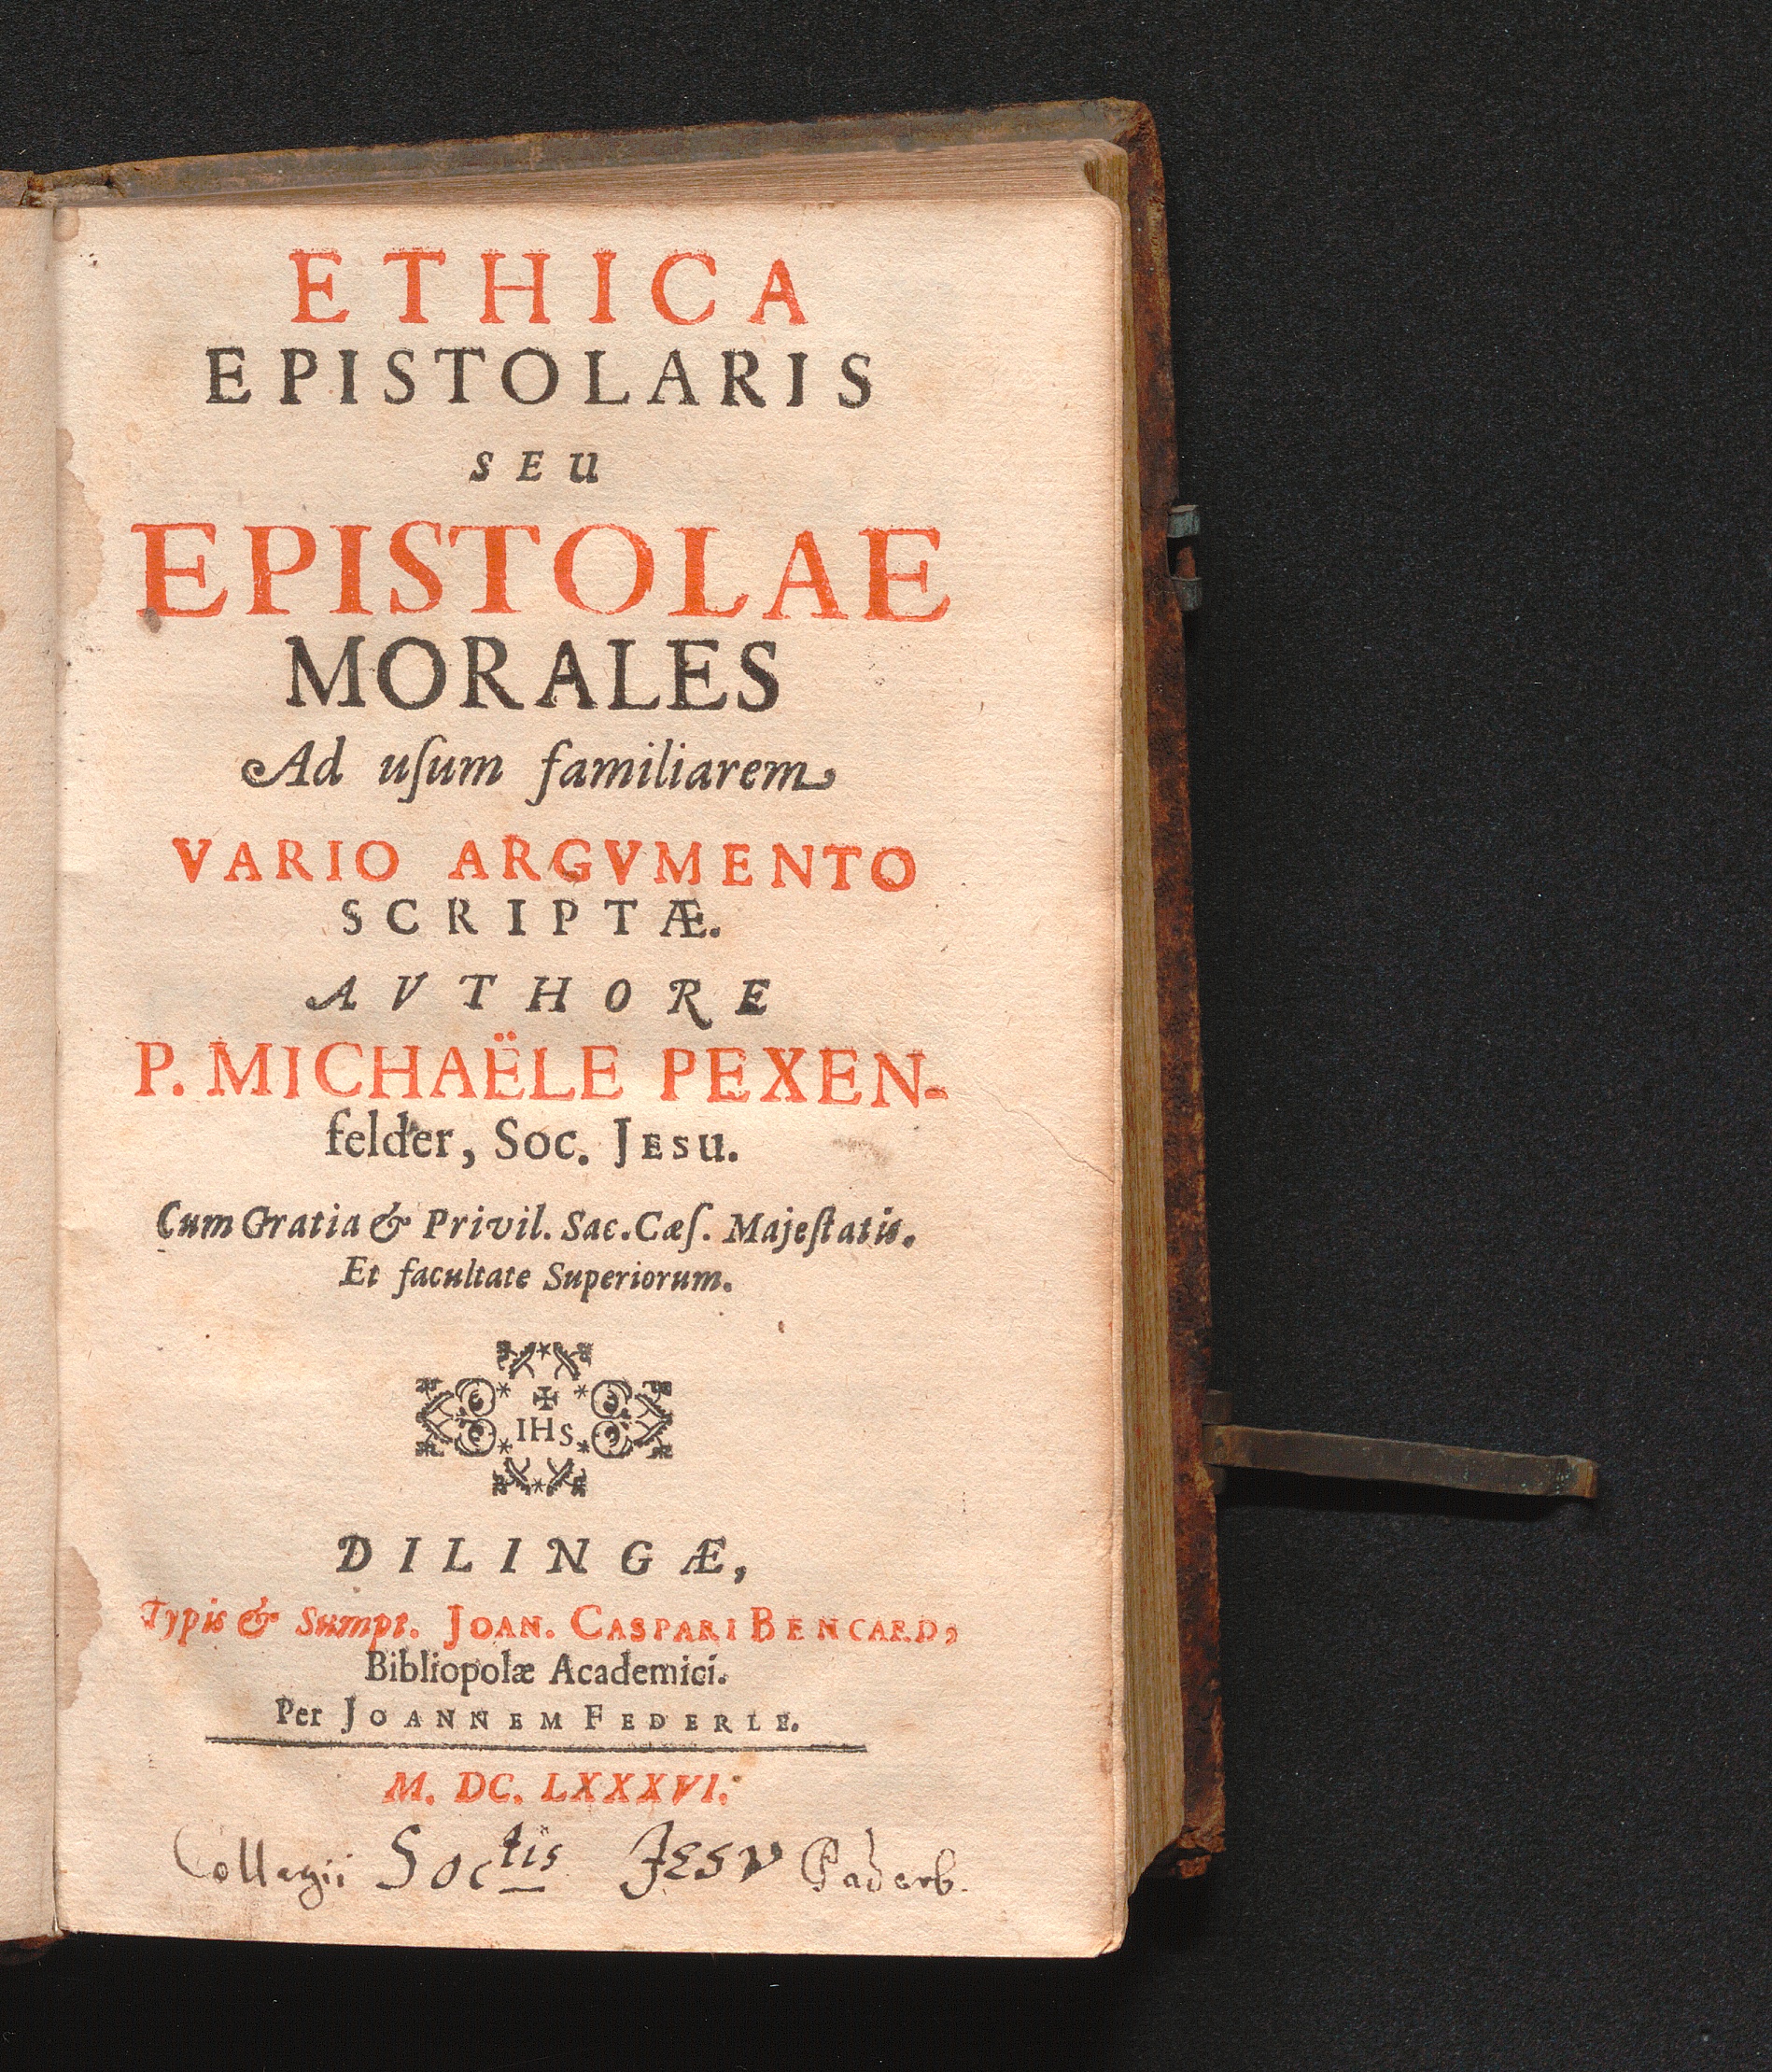 ETHICA
EPISTOLARIS
SEU
EPISTOLAE
MORALES
Ad uſum familiarem
VARIO ARGVMENTO
SCRIPTÆ.
AVTHORE
P. MICHAËLE PEXEN-
felder, Soc. JESU.
Cum Gratia & Privil. Sac. Cæſ. Majeſtatis.
Et facultate Superiorum.
IHS
DILINGÆ,
Typis & Sumpt. JOAN. CASPARI BENCARD,
Bibliopolæ Academici.
Per JOANNEM FEDERLE.
M. DC. LXXXVI.
Collegii Soctis JESV Paderb.